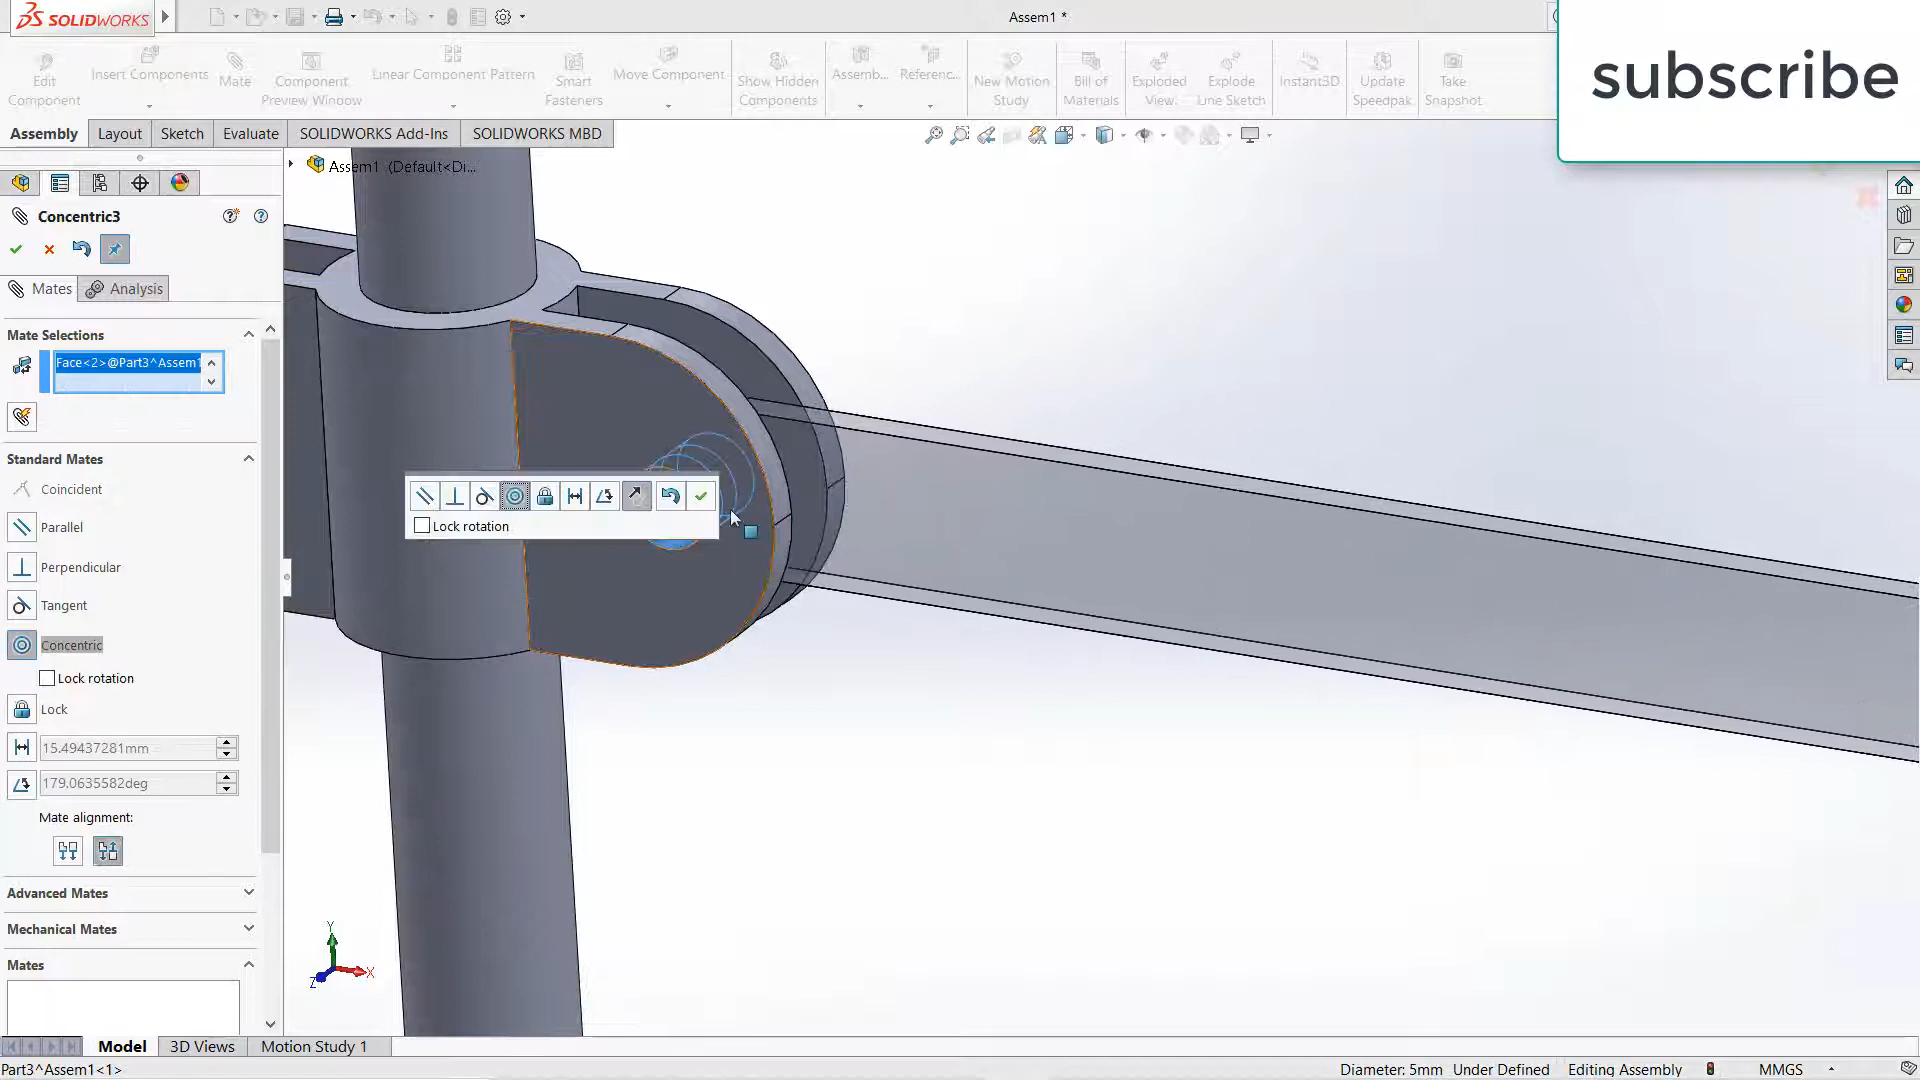 SOLIDWORKS
Assem1 *
subscribe
Edit Component
Insert Components
Mate
Component Preview Window
Linear Component Pattern
Smart Fasteners
Move Component
Show Hidden Components
Assemb...
Referenc...
New Motion Study
Bill of Materials
Exploded View
Explode Line Sketch
Instant3D
Update Speedpak
Take Snapshot
Assembly
Layout
Sketch
Evaluate
SOLIDWORKS Add-Ins
SOLIDWORKS MBD
Assem1 (Default<Di...
Concentric3
Mates
Analysis
Mate Selections
Face<2>@Part3^Assem1
Standard Mates
Coincident
Parallel
Perpendicular
Tangent
Concentric
Lock rotation
Lock
15.49437281mm
179.0635582deg
Mate alignment:
Advanced Mates
Mechanical Mates
Mates
Lock rotation
Y
X
Z
Model
3D Views
Motion Study 1
Part3^Assem1<1>
Diameter: 5mm
Under Defined
Editing Assembly
MMGS